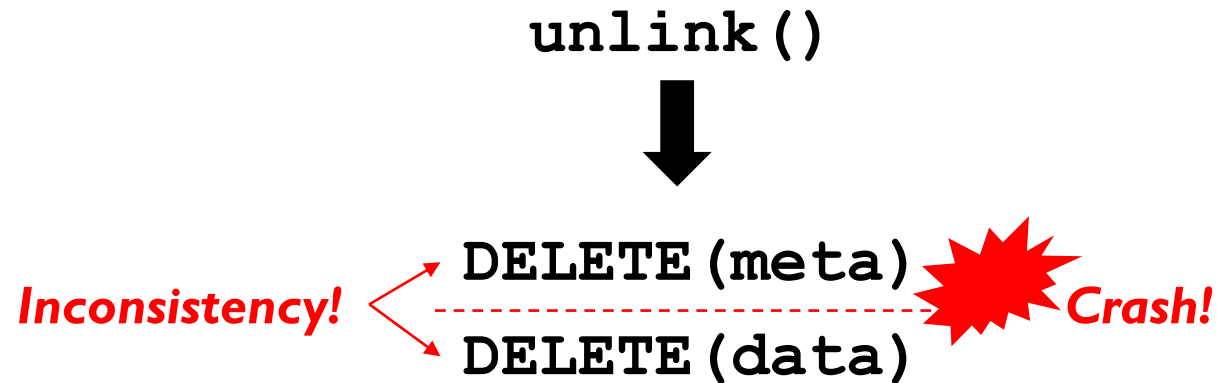 unlink()
DELETE(meta)
Inconsistency!
Crash!
DELETE(data)